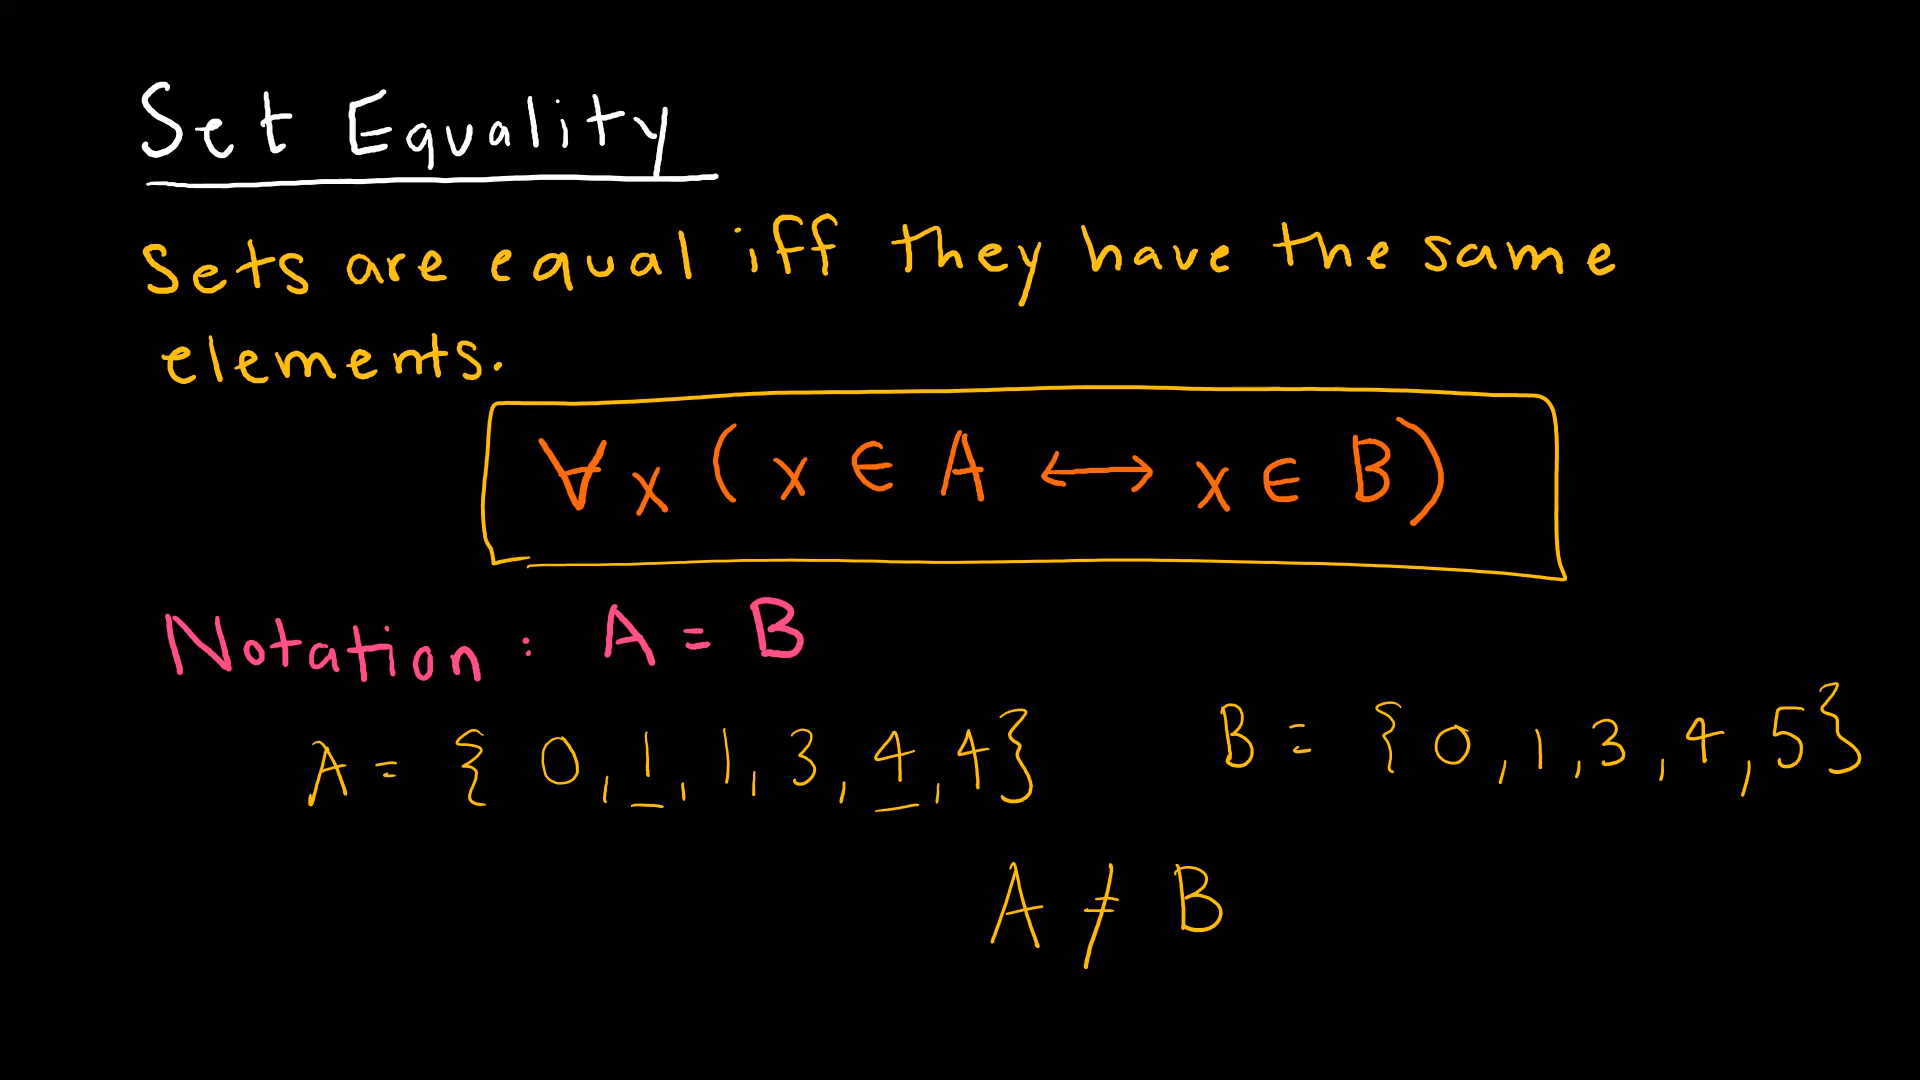 Set Equality
Sets are equal iff they have the same
elements.
∀x (x ∈ A ⟷ x ∈ B)
Notation: A = B
A = { 0, 1, 1, 3, 4, 4} B = { 0, 1, 3, 4, 5}
A ≠ B